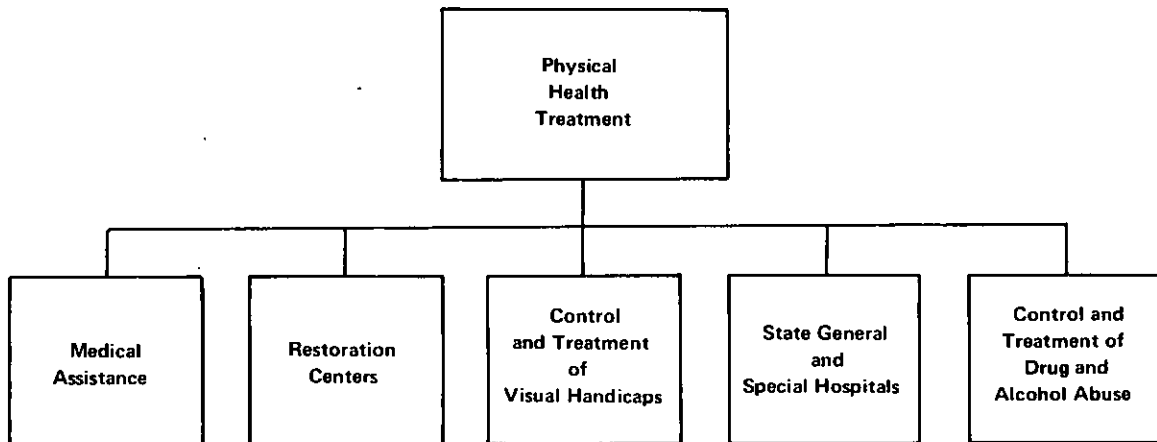 Physical
Health
Treatment
Medical
Assistance
Restoration
Centers
Control
and Treatment
of
Visual Handicaps
State General
and
Special Hospitals
Control and
Treatment of
Drug and
Alcohol Abuse